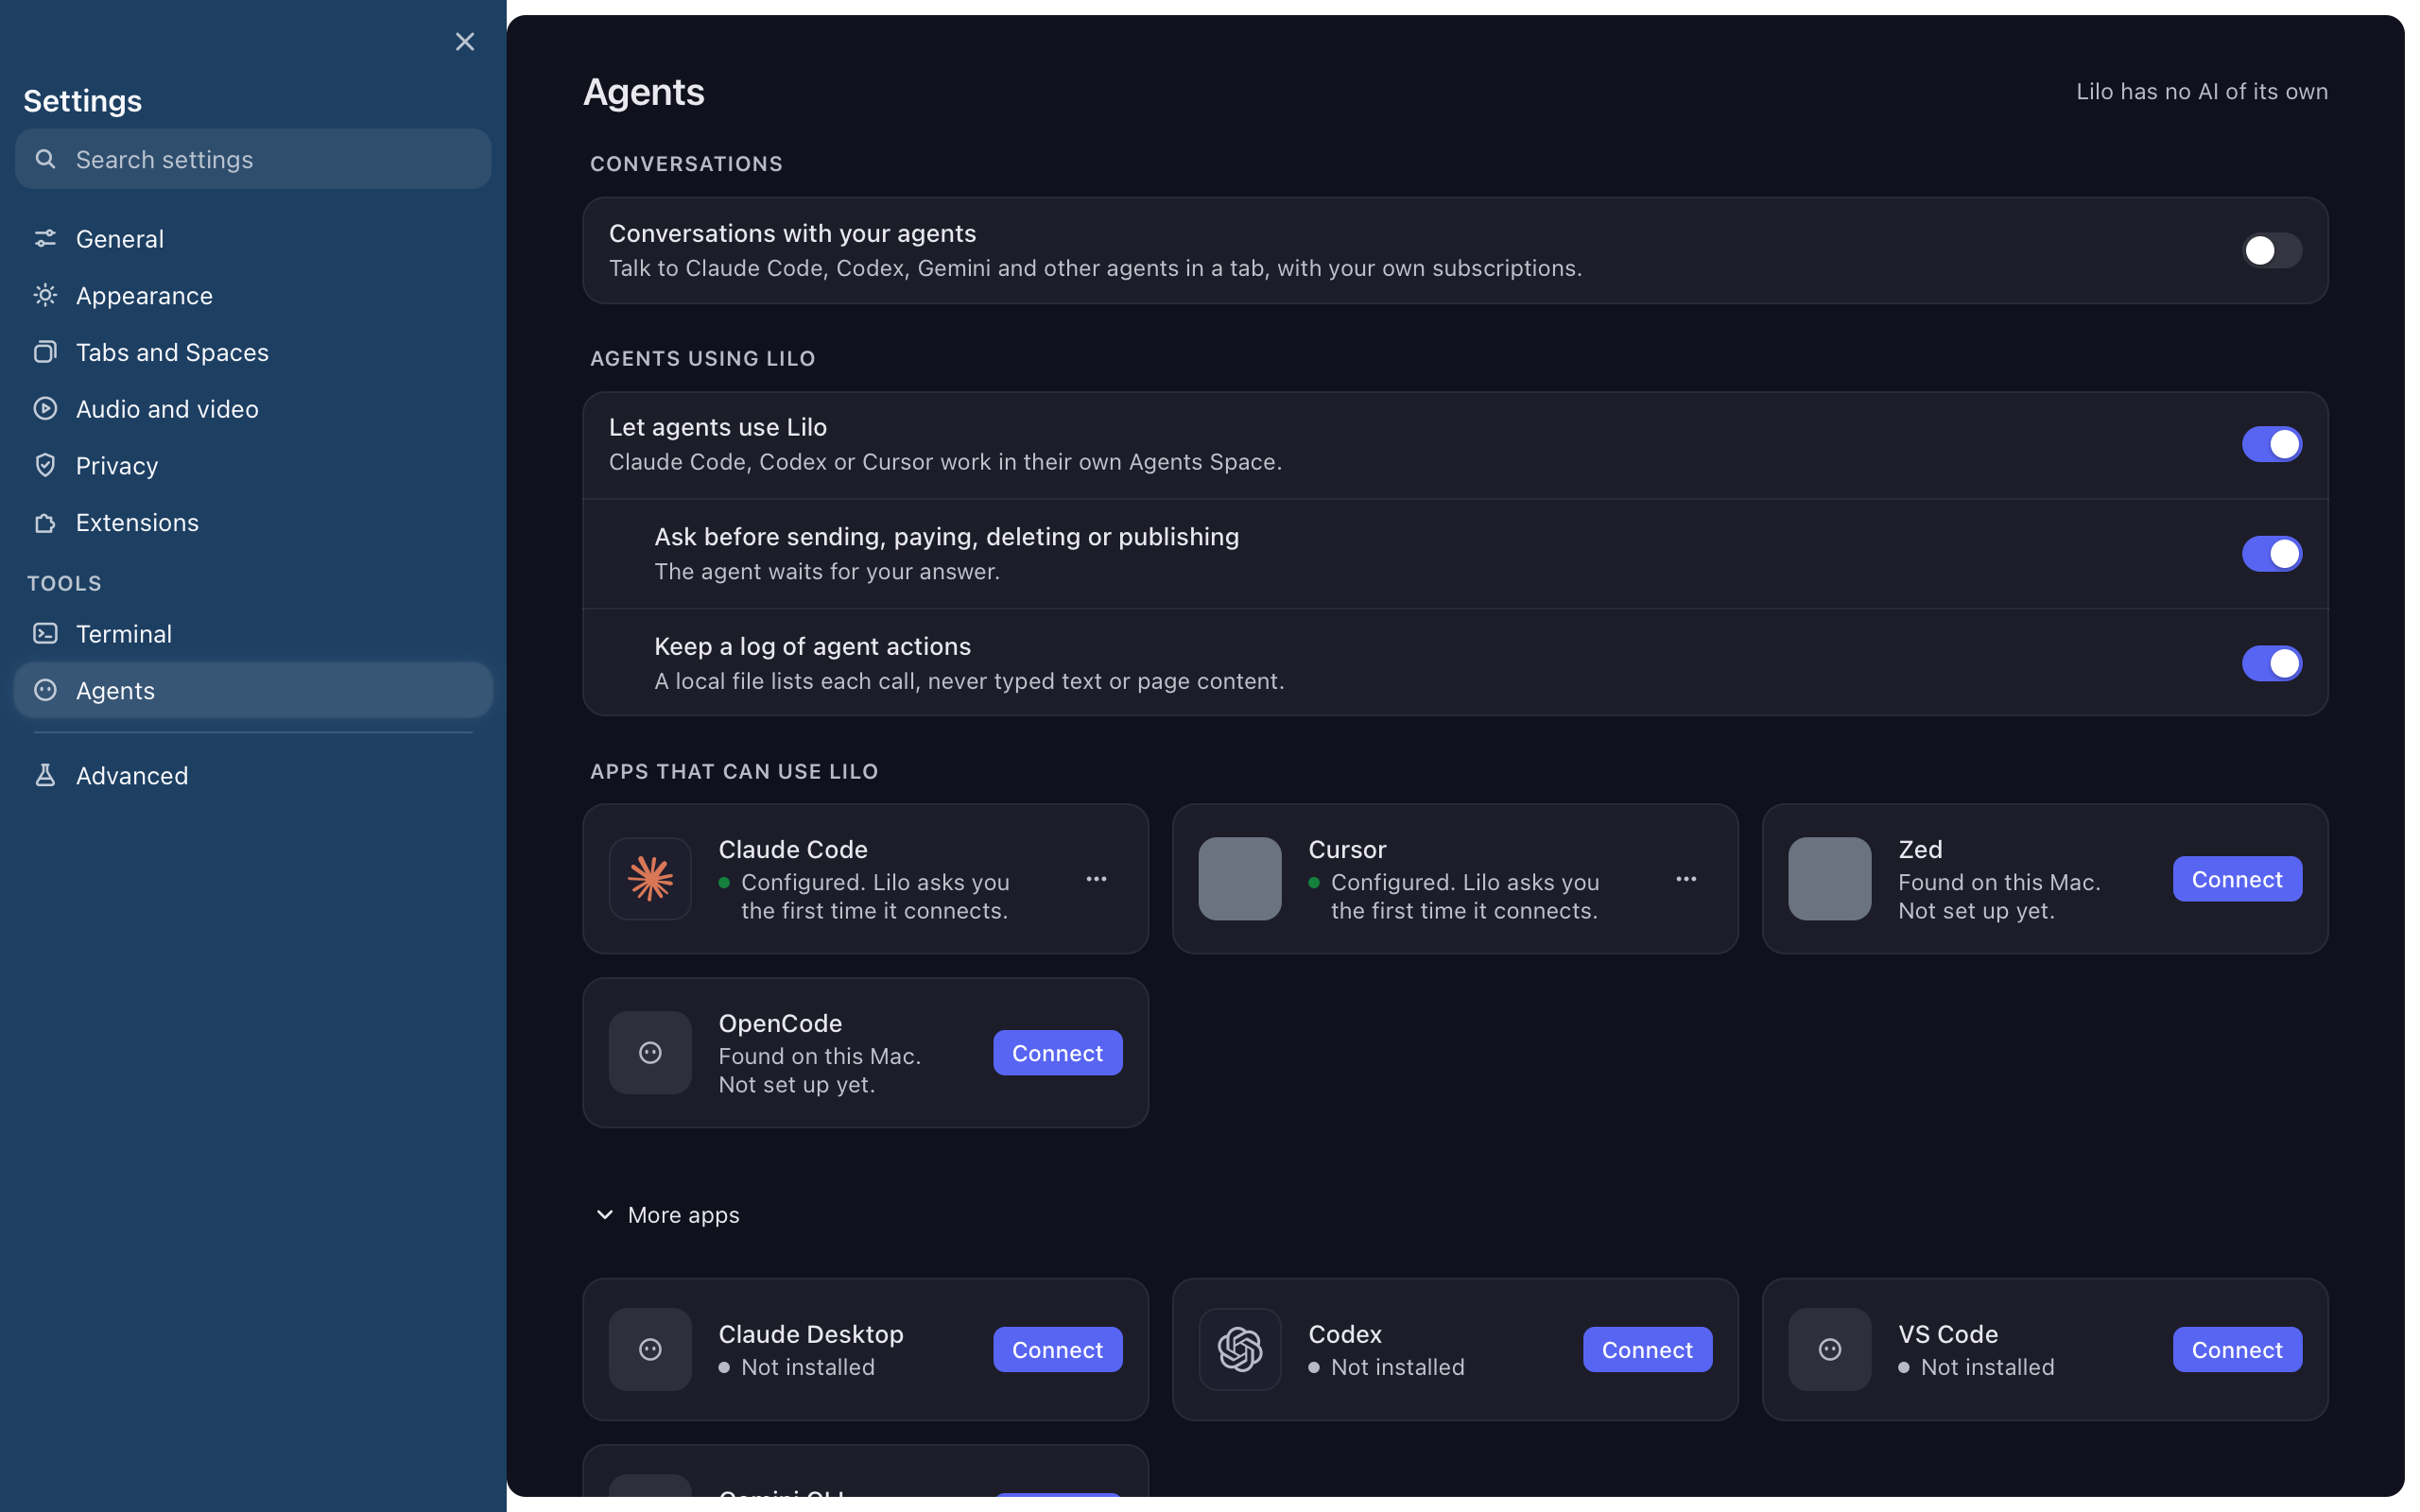 Settings
Search settings
General
Appearance
Tabs and Spaces
Audio and video
Privacy
Extensions
TOOLS
Terminal
Agents
Advanced
Agents
Lilo has no AI of its own
CONVERSATIONS
Conversations with your agents
Talk to Claude Code, Codex, Gemini and other agents in a tab, with your own subscriptions.
AGENTS USING LILO
Let agents use Lilo
Claude Code, Codex or Cursor work in their own Agents Space.
Ask before sending, paying, deleting or publishing
The agent waits for your answer.
Keep a log of agent actions
A local file lists each call, never typed text or page content.
APPS THAT CAN USE LILO
Claude Code
Configured. Lilo asks you
the first time it connects.
Cursor
Configured. Lilo asks you
the first time it connects.
Zed
Found on this Mac.
Not set up yet.
Connect
OpenCode
Found on this Mac.
Not set up yet.
Connect
More apps
Claude Desktop
Not installed
Connect
Codex
Not installed
Connect
VS Code
Not installed
Connect
Gemini CLI